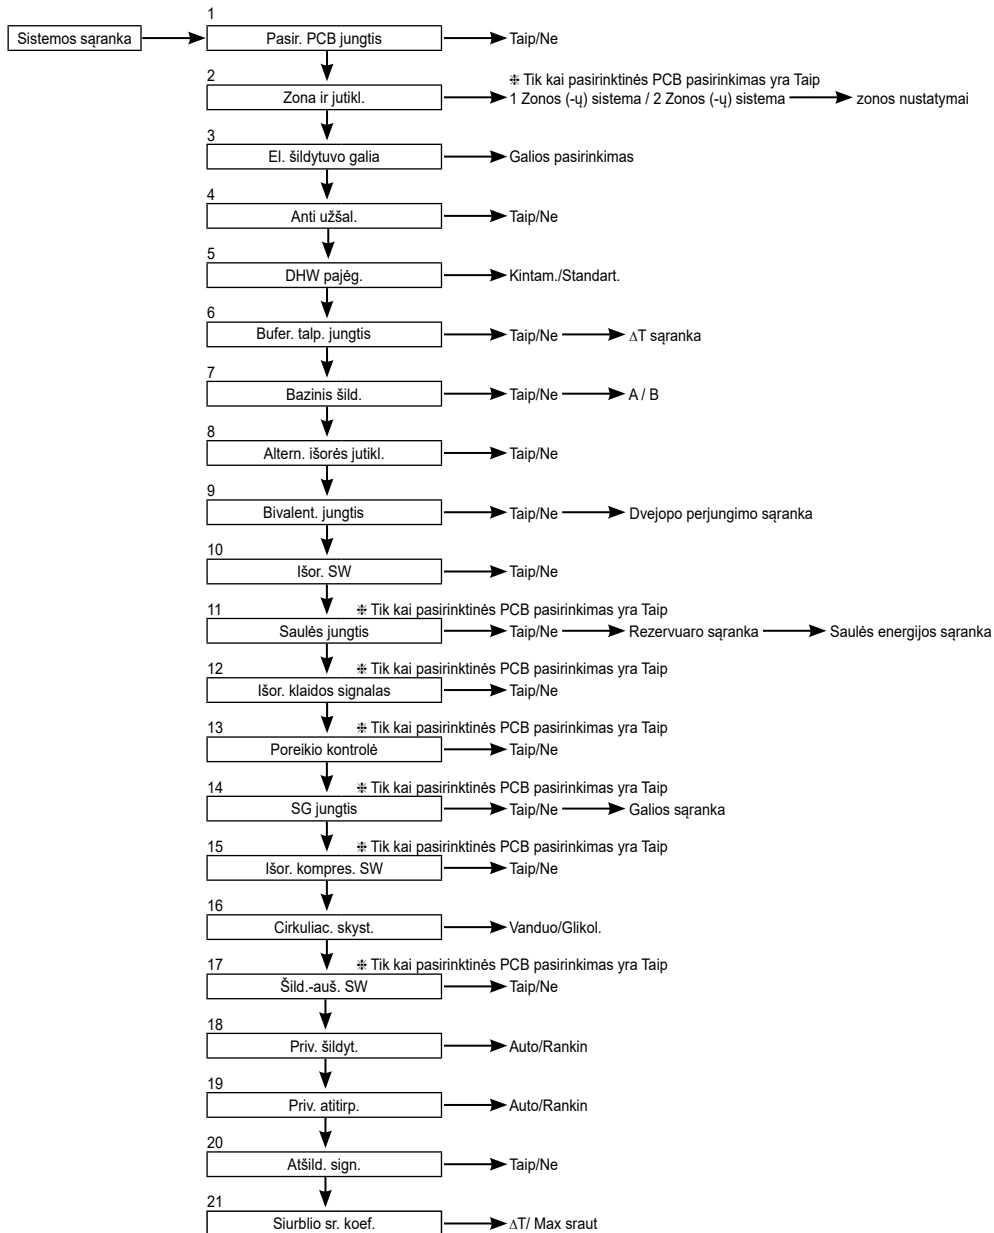 1
Sistemos sąranka
Pasir. PCB jungtis
Taip/Ne
2
⁜ Tik kai pasirinktinės PCB pasirinkimas yra Taip
Zona ir jutikl.
1 Zonos (-ų) sistema / 2 Zonos (-ų) sistema
zonos nustatymai
3
El. šildytuvo galia
Galios pasirinkimas
4
Anti užšal.
Taip/Ne
5
DHW pajėg.
Kintam./Standart.
6
Bufer. talp. jungtis
Taip/Ne
∆T sąranka
7
Bazinis šild.
Taip/Ne
A / B
8
Altern. išorės jutikl.
Taip/Ne
9
Bivalent. jungtis
Taip/Ne
Dvejopo perjungimo sąranka
10
Išor. SW
Taip/Ne
11
⁜ Tik kai pasirinktinės PCB pasirinkimas yra Taip
Saulės jungtis
Taip/Ne
Rezervuaro sąranka
Saulės energijos sąranka
12
⁜ Tik kai pasirinktinės PCB pasirinkimas yra Taip
Išor. klaidos signalas
Taip/Ne
13
⁜ Tik kai pasirinktinės PCB pasirinkimas yra Taip
Poreikio kontrolė
Taip/Ne
14
⁜ Tik kai pasirinktinės PCB pasirinkimas yra Taip
SG jungtis
Taip/Ne
Galios sąranka
15
⁜ Tik kai pasirinktinės PCB pasirinkimas yra Taip
Išor. kompres. SW
Taip/Ne
16
Cirkuliac. skyst.
Vanduo/Glikol.
17
⁜ Tik kai pasirinktinės PCB pasirinkimas yra Taip
Šild.-auš. SW
Taip/Ne
18
Priv. šildyt.
Auto/Rankin
19
Priv. atitirp.
Auto/Rankin
20
Atšild. sign.
Taip/Ne
21
Siurblio sr. koef.
∆T/ Max sraut